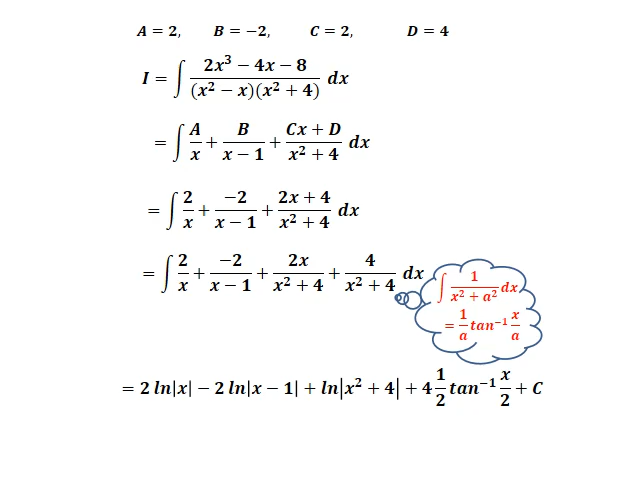 A = 2, B = −2, C = 2, D = 4
I = ∫ (2x³ − 4x − 8)/((x² − x)(x² + 4)) dx
= ∫ A/x + B/(x − 1) + (Cx + D)/(x² + 4) dx
= ∫ 2/x + (−2)/(x − 1) + (2x + 4)/(x² + 4) dx
= ∫ 2/x + (−2)/(x − 1) + 2x/(x² + 4) + 4/(x² + 4) dx
∫ 1/(x² + a²) dx
= 1/a tan⁻¹ x/a
= 2 ln|x| − 2 ln|x − 1| + ln|x² + 4| + 4 1/2 tan⁻¹ x/2 + C